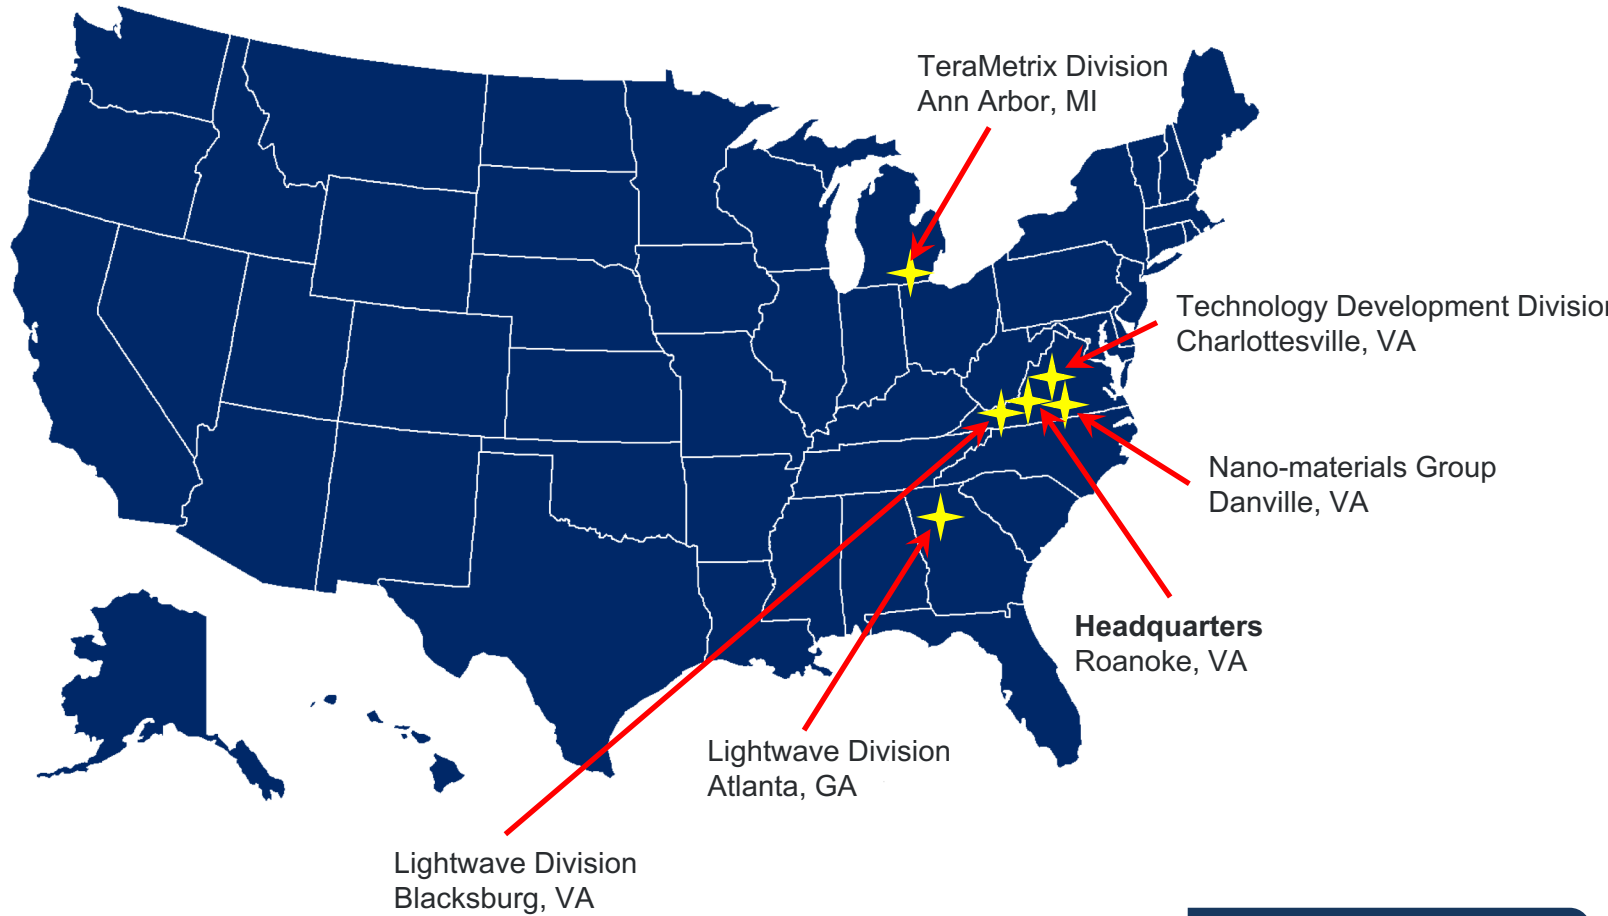 TeraMetrix Division
Ann Arbor, MI
Technology Development Division
Charlottesville, VA
Nano-materials Group
Danville, VA
Headquarters
Roanoke, VA
Lightwave Division
Atlanta, GA
Lightwave Division
Blacksburg, VA